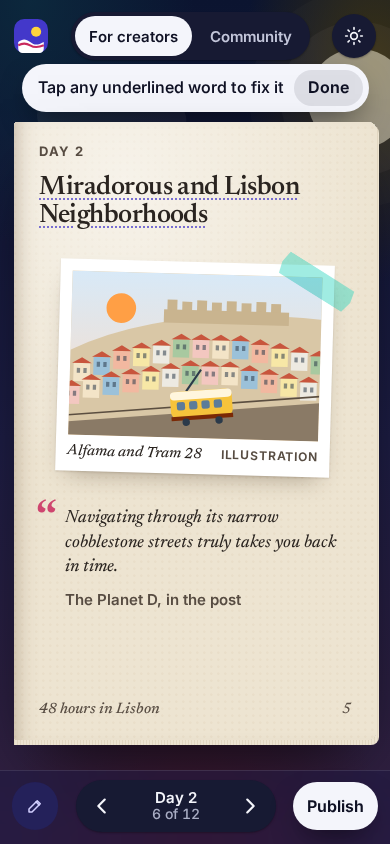 For creators
Community
Tap any underlined word to fix it
Done
DAY 2
Miradorous and Lisbon
Neighborhoods
Alfama and Tram 28
ILLUSTRATION
“
Navigating through its narrow
cobblestone streets truly takes you back
in time.
The Planet D, in the post
48 hours in Lisbon
5
Day 2
6 of 12
Publish